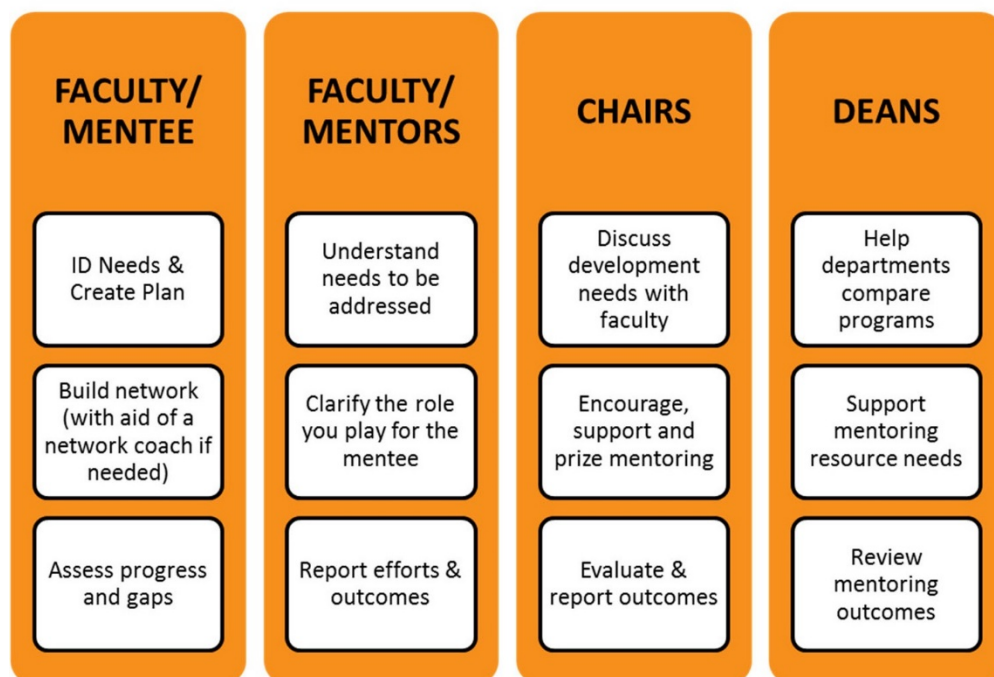 FACULTY/
MENTEE
ID Needs &
Create Plan
Build network
(with aid of a
network coach if
needed)
Assess progress
and gaps
FACULTY/
MENTORS
Understand
needs to be
addressed
Clarify the role
you play for the
mentee
Report efforts &
outcomes
CHAIRS
Discuss
development
needs with
faculty
Encourage,
support and
prize mentoring
Evaluate &
report outcomes
DEANS
Help
departments
compare
programs
Support
mentoring
resource needs
Review
mentoring
outcomes